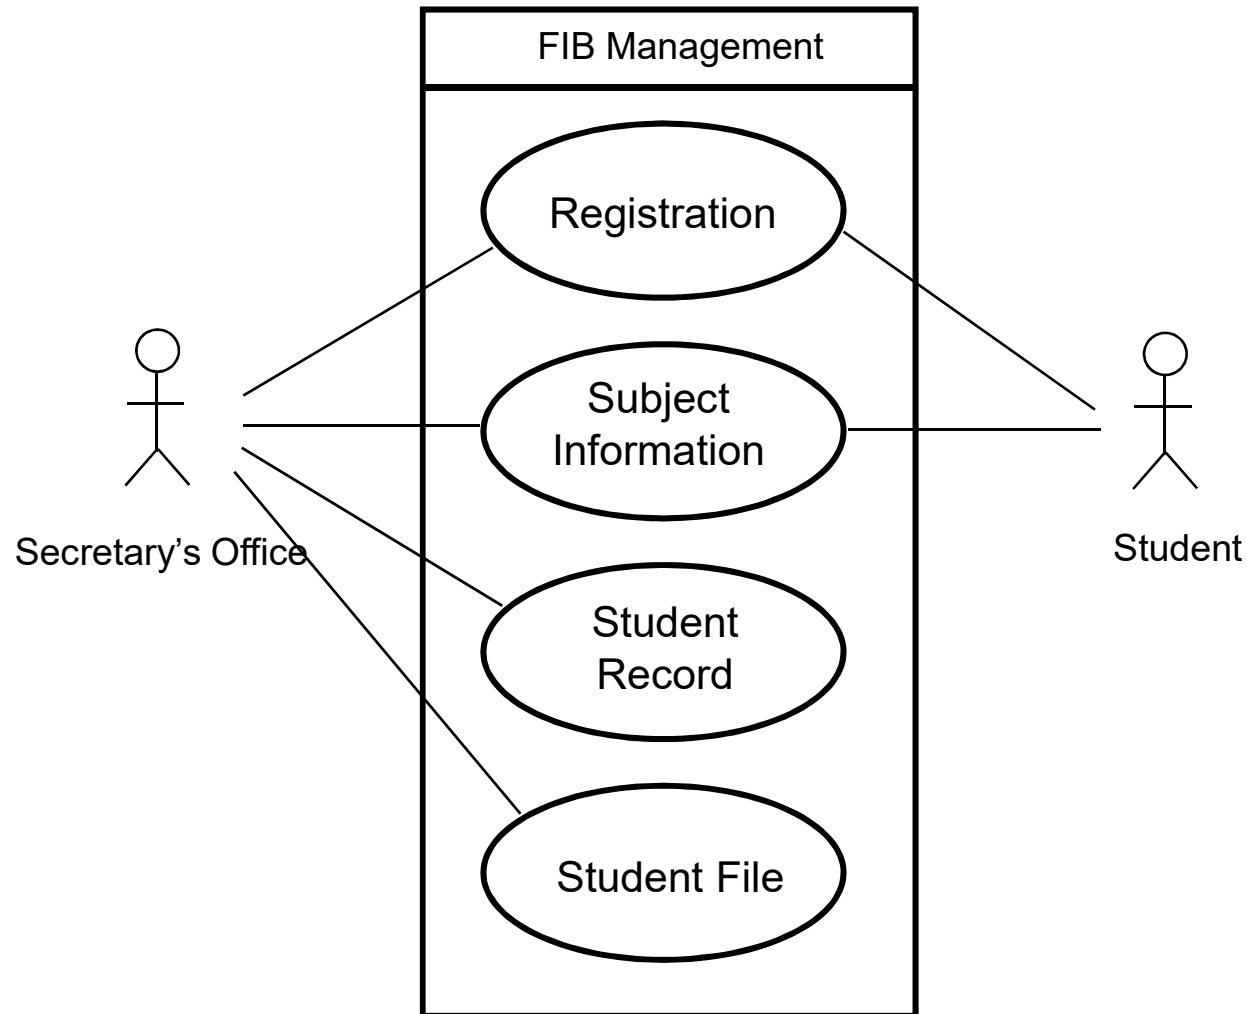 FIB Management
Registration
Subject
Information
Secretary’s Office
Student
Student
Record
Student File